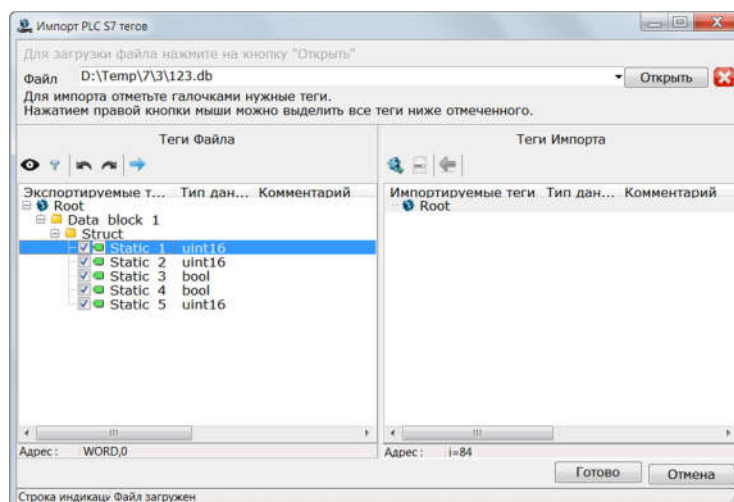 Импорт PLC S7 тегов
Для загрузки файла нажмите на кнопку "Открыть"
Файл D:\Temp\7\3\123.db Открыть
Для импорта отметьте галочками нужные теги.
Нажатием правой кнопки мыши можно выделить все теги ниже отмеченного.
Теги Файла
Экспортируемые т... Тип дан... Комментарий
Root
Data block 1
Struct
Static 1 uint16
Static 2 uint16
Static 3 bool
Static 4 bool
Static 5 uint16
Адрес: WORD,0
Теги Импорта
Импортируемые теги Тип дан... Комментарий
Root
Адрес: i=84
Готово Отмена
Строка индикаци Файл загружен